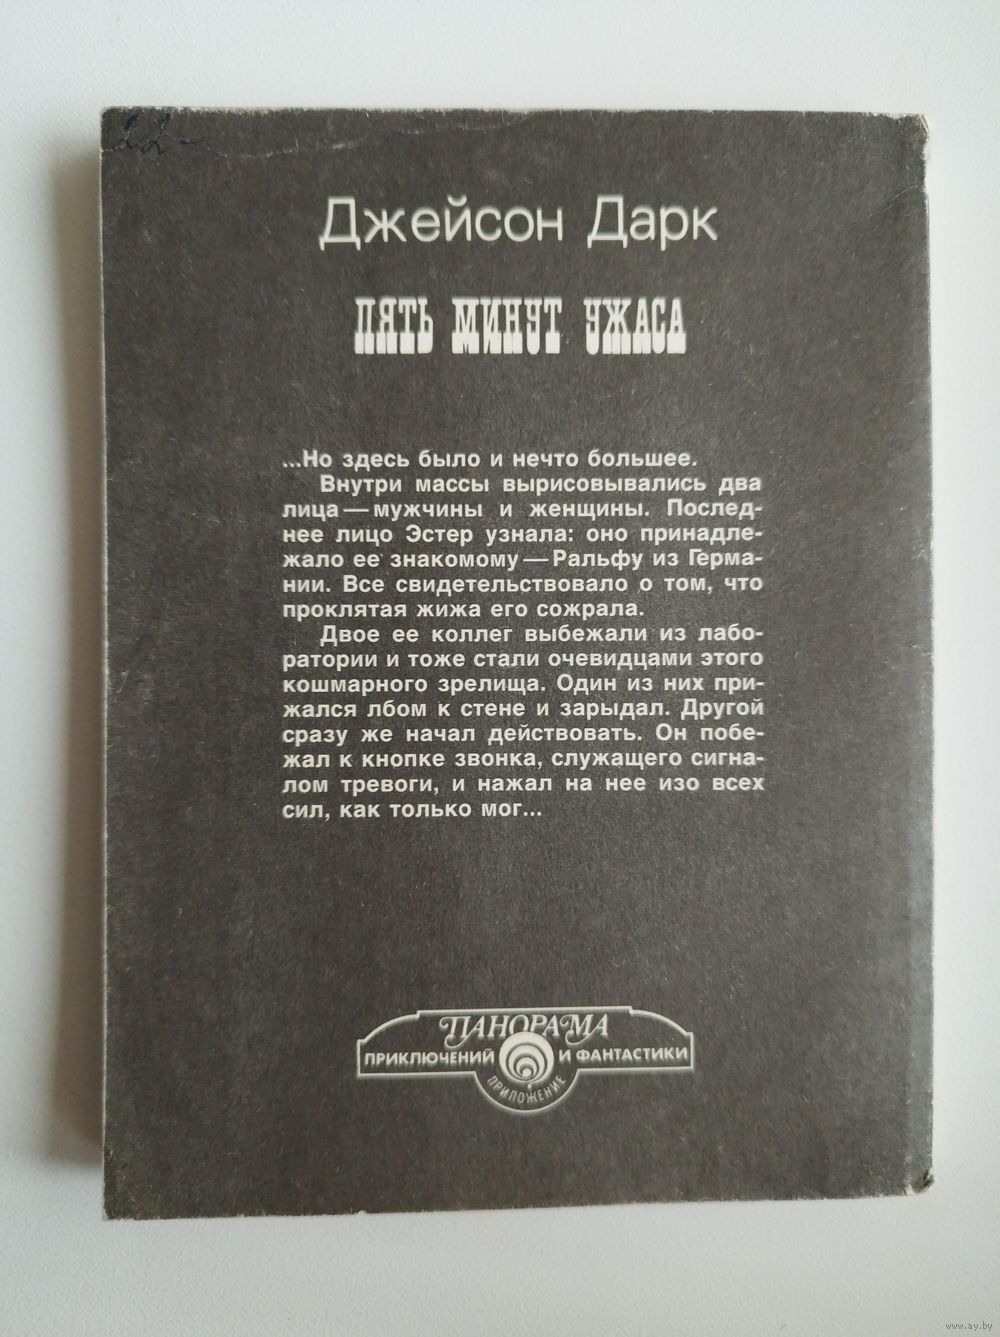 22-
Джейсон Дарк
ПЯТЬ МИНУТ УЖАСА
...Но здесь было и нечто большее.
Внутри массы вырисовывались два
лица — мужчины и женщины. Послед-
нее лицо Эстер узнала: оно принадле-
жало ее знакомому — Ральфу из Герма-
нии. Все свидетельствовало о том, что
проклятая жижа его сожрала.
Двое ее коллег выбежали из лабо-
ратории и тоже стали очевидцами этого
кошмарного зрелища. Один из них при-
жался лбом к стене и зарыдал. Другой
сразу же начал действовать. Он побе-
жал к кнопке звонка, служащего сигна-
лом тревоги, и нажал на нее изо всех
сил, как только мог...
ПАНОРАМА
ПРИКЛЮЧЕНИЙ И ФАНТАСТИКИ
ПРИЛОЖЕНИЕ
www.ay.by